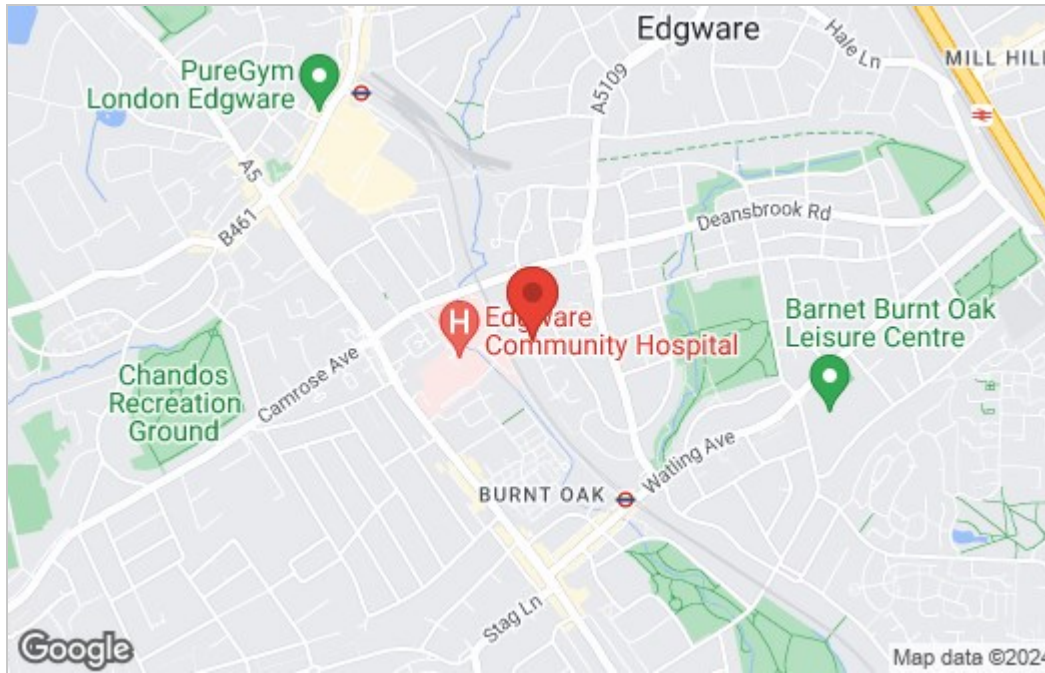 Edgware
Hale Ln
MILL HILL
PureGym
London Edgware
A5109
A5
B461
Deansbrook Rd
H
Edgware
Community Hospital
Barnet Burnt Oak
Leisure Centre
Chandos
Recreation
Ground
Camrose Ave
Watling Ave
BURNT OAK
Stag Ln
Google
Map data ©2024